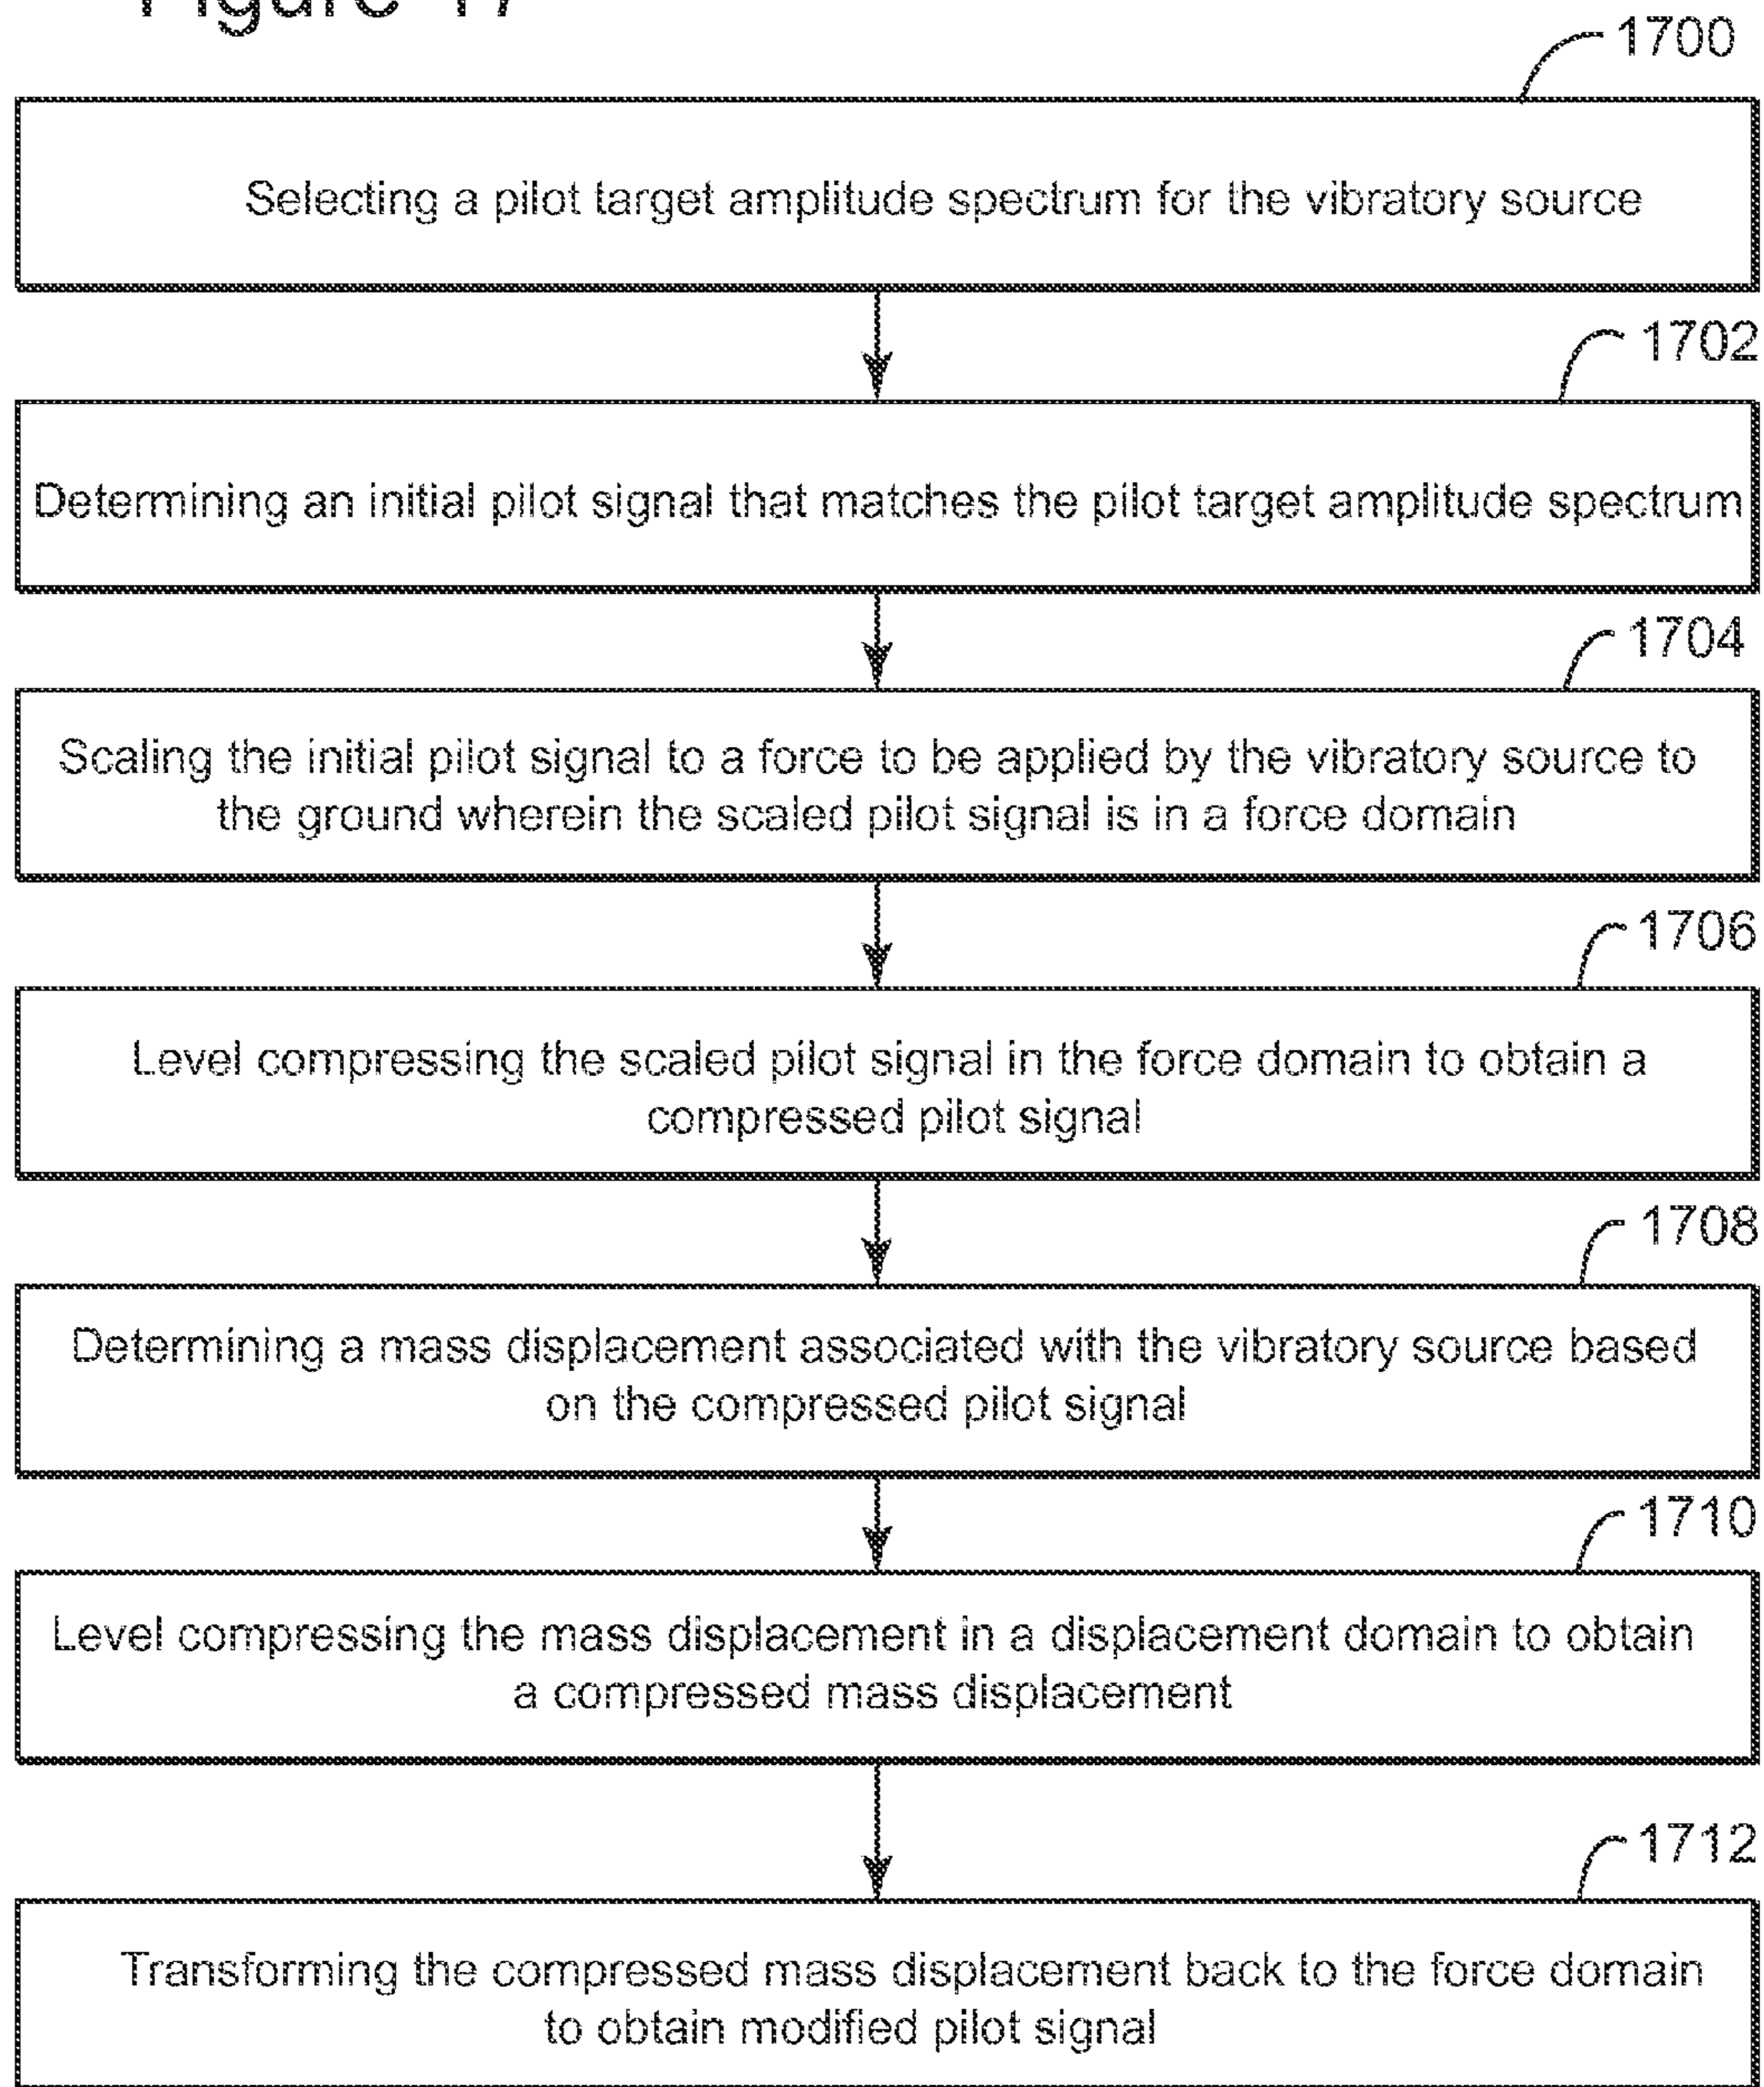 Figure 17
1700
Selecting a pilot target amplitude spectrum for the vibratory source
1702
Determining an initial pilot signal that matches the pilot target amplitude spectrum
1704
Scaling the initial pilot signal to a force to be applied by the vibratory source to
the ground wherein the scaled pilot signal is in a force domain
1706
Level compressing the scaled pilot signal in the force domain to obtain a
compressed pilot signal
1708
Determining a mass displacement associated with the vibratory source based
on the compressed pilot signal
1710
Level compressing the mass displacement in a displacement domain to obtain
a compressed mass displacement
1712
Transforming the compressed mass displacement back to the force domain
to obtain modified pilot signal